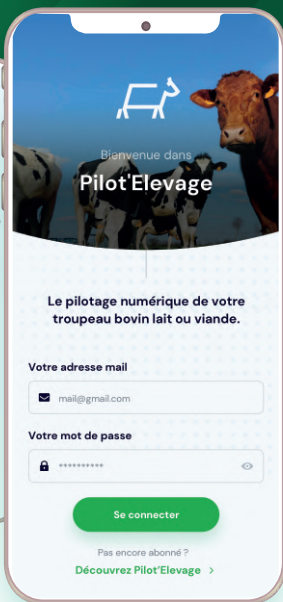 Bienvenue dans
Pilot'Elevage
Le pilotage numérique de votre
troupeau bovin lait ou viande.
Votre adresse mail
mail@gmail.com
Votre mot de passe
**********
Se connecter
Pas encore abonné ?
Découvrez Pilot'Elevage >